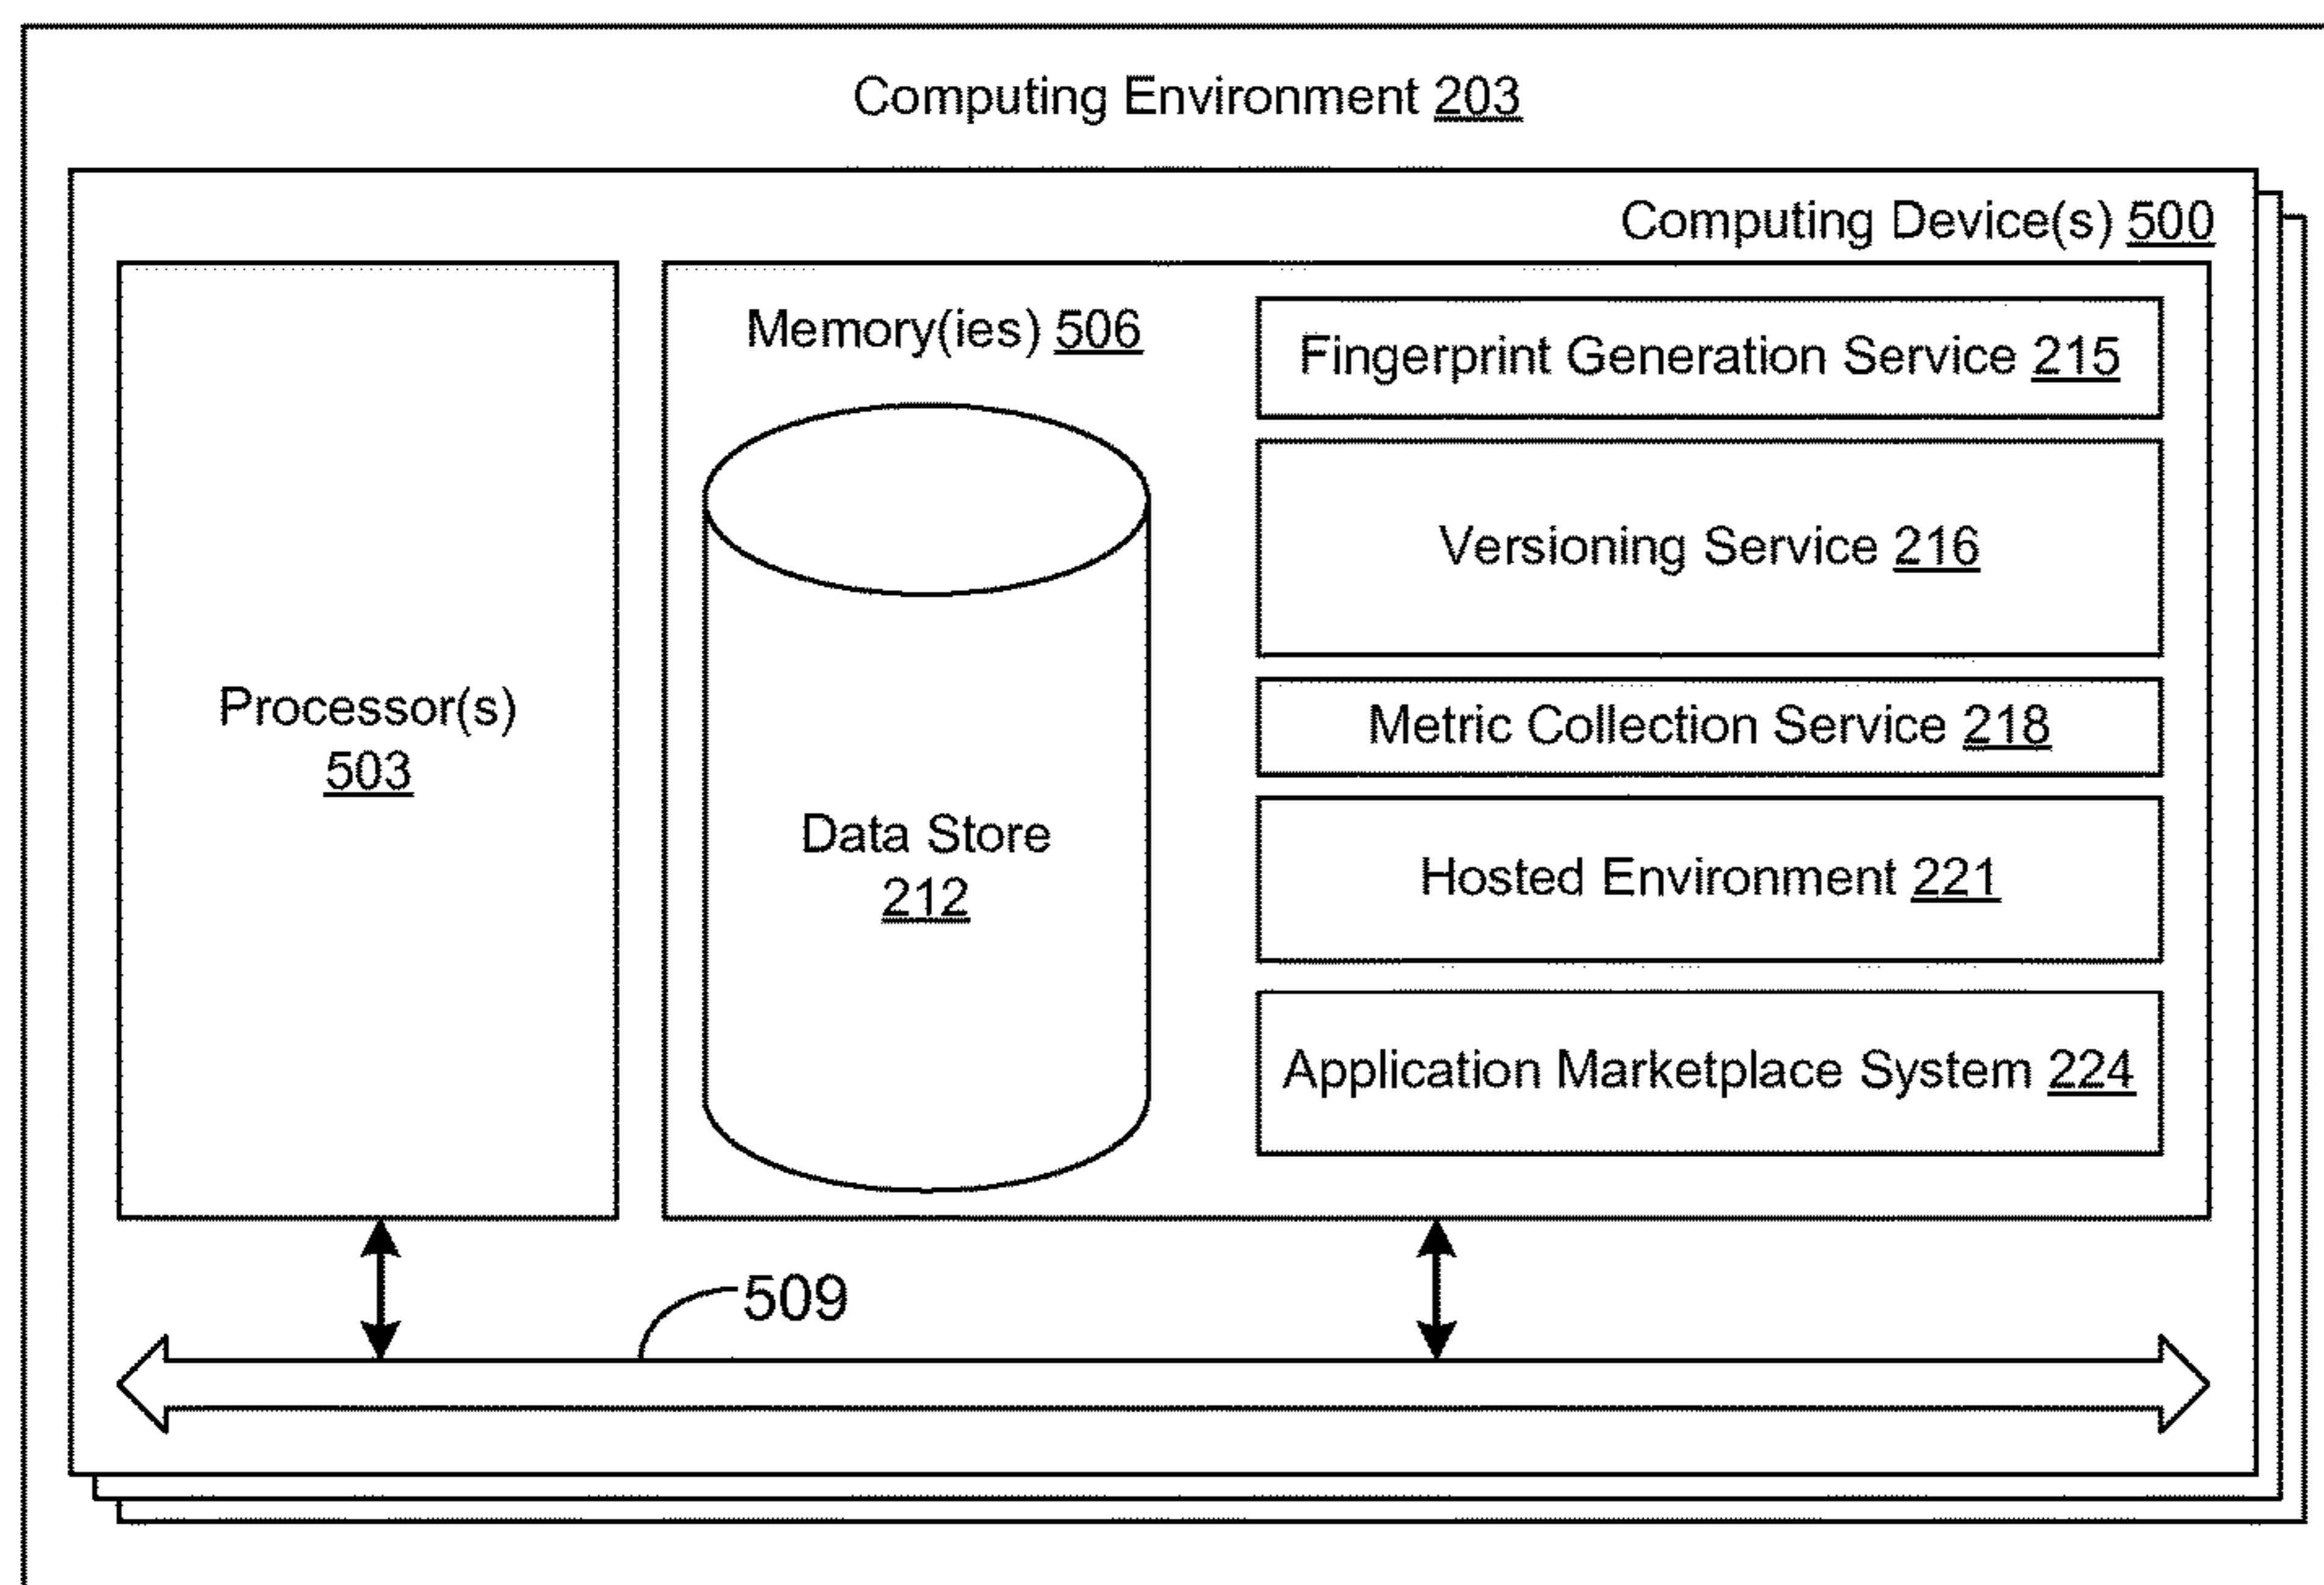 Computing Environment 203
Computing Device(s) 500
Processor(s)
503
Memory(ies) 506
Data Store
212
Fingerprint Generation Service 215
Versioning Service 216
Metric Collection Service 218
Hosted Environment 221
Application Marketplace System 224
509